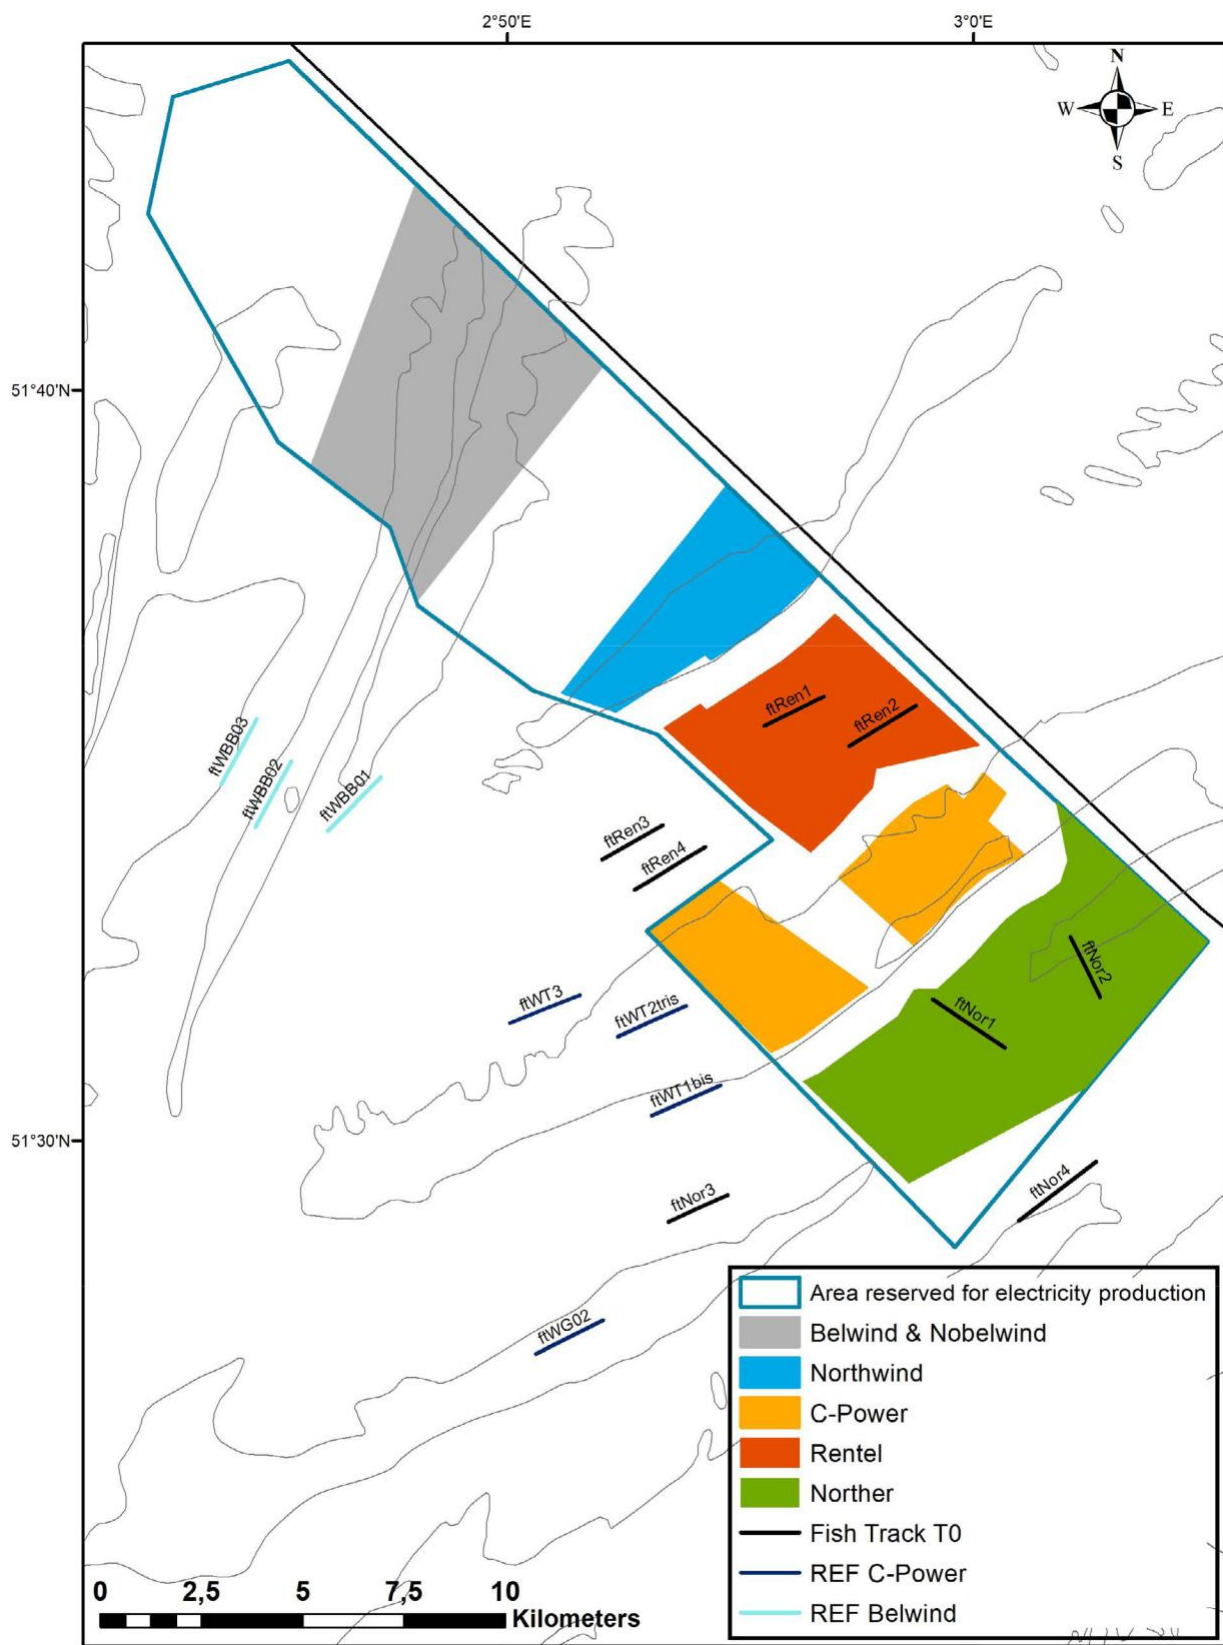 2°50'E
3°0'E
N
W
E
S
51°40'N
ftRen1
ftRen2
ftWBB03
ftWBB02
ftWBB01
ftRen3
ftRen4
ftNor2
ftWT3
ftWT2tris
ftNor1
ftWT1bis
51°30'N
ftNor3
ftNor4
ftWG02
Area reserved for electricity production
Belwind & Nobelwind
Northwind
C-Power
Rentel
Norther
Fish Track T0
REF C-Power
REF Belwind
0 2,5 5 7,5 10
Kilometers